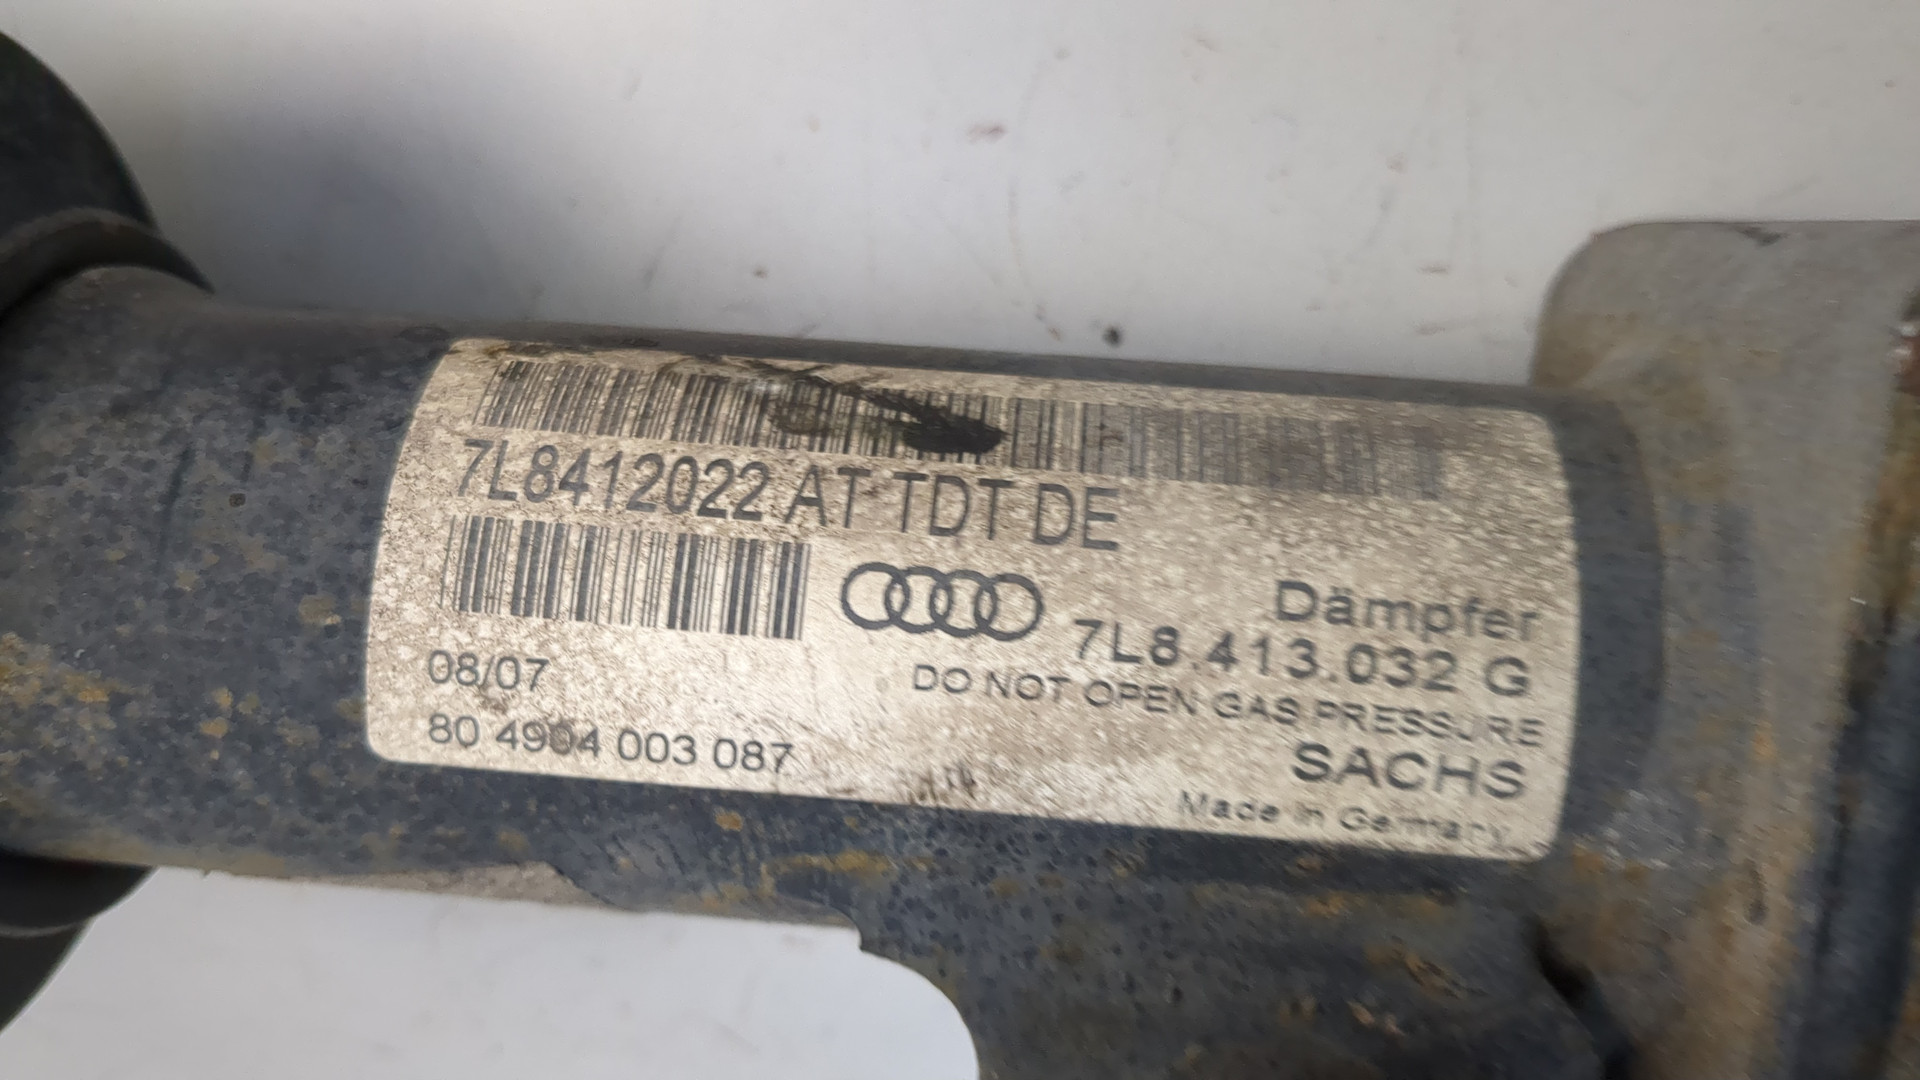 7L8412022 AT TDT DE
Dämpfer
7L8.413.032 G
08/07
DO NOT OPEN GAS PRESSURE
80 4904 003 087
SACHS
Made in Germany